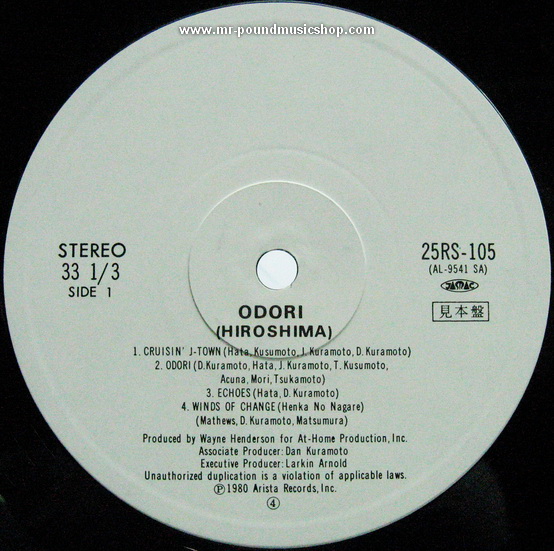 www.mr-poundmusicshop.com
STEREO
33 1/3
SIDE 1
25RS-105
(AL-9541 SA)
JAMAC
見本盤
ODORI
(HIROSHIMA)
1. CRUISIN' J-TOWN (Hata, Kusumoto, J. Kuramoto, D. Kuramoto)
2. ODORI (D.Kuramoto, Hata, J. Kuramoto, T. Kusumoto,
Acuna, Mori, Tsukamoto)
3. ECHOES (Hata, D. Kuramoto)
4. WINDS OF CHANGE (Henka No Nagare)
(Mathews, D. Kuramoto, J. Matsumura)
Produced by Wayne Henderson for At-Home Production, Inc.
Associate Producer: Dan Kuramoto
Executive Producer: Larkin Arnold
Unauthorized duplication is a violation of applicable laws.
Ⓟ 1980 Arista Records, Inc.
④